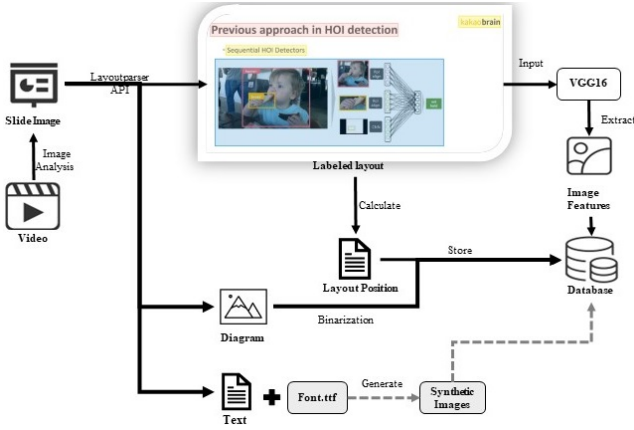 Previous approach in HOI detection
kakaobrain
• Sequential HOI Detectors
Layoutparser
API
Input
VGG16
Slide Image
Extract
Image
Analysis
Labeled layout
Image
Features
Calculate
Video
Store
Layout Position
Database
Diagram
Binarization
Generate
Font.ttf
Synthetic
Images
Text